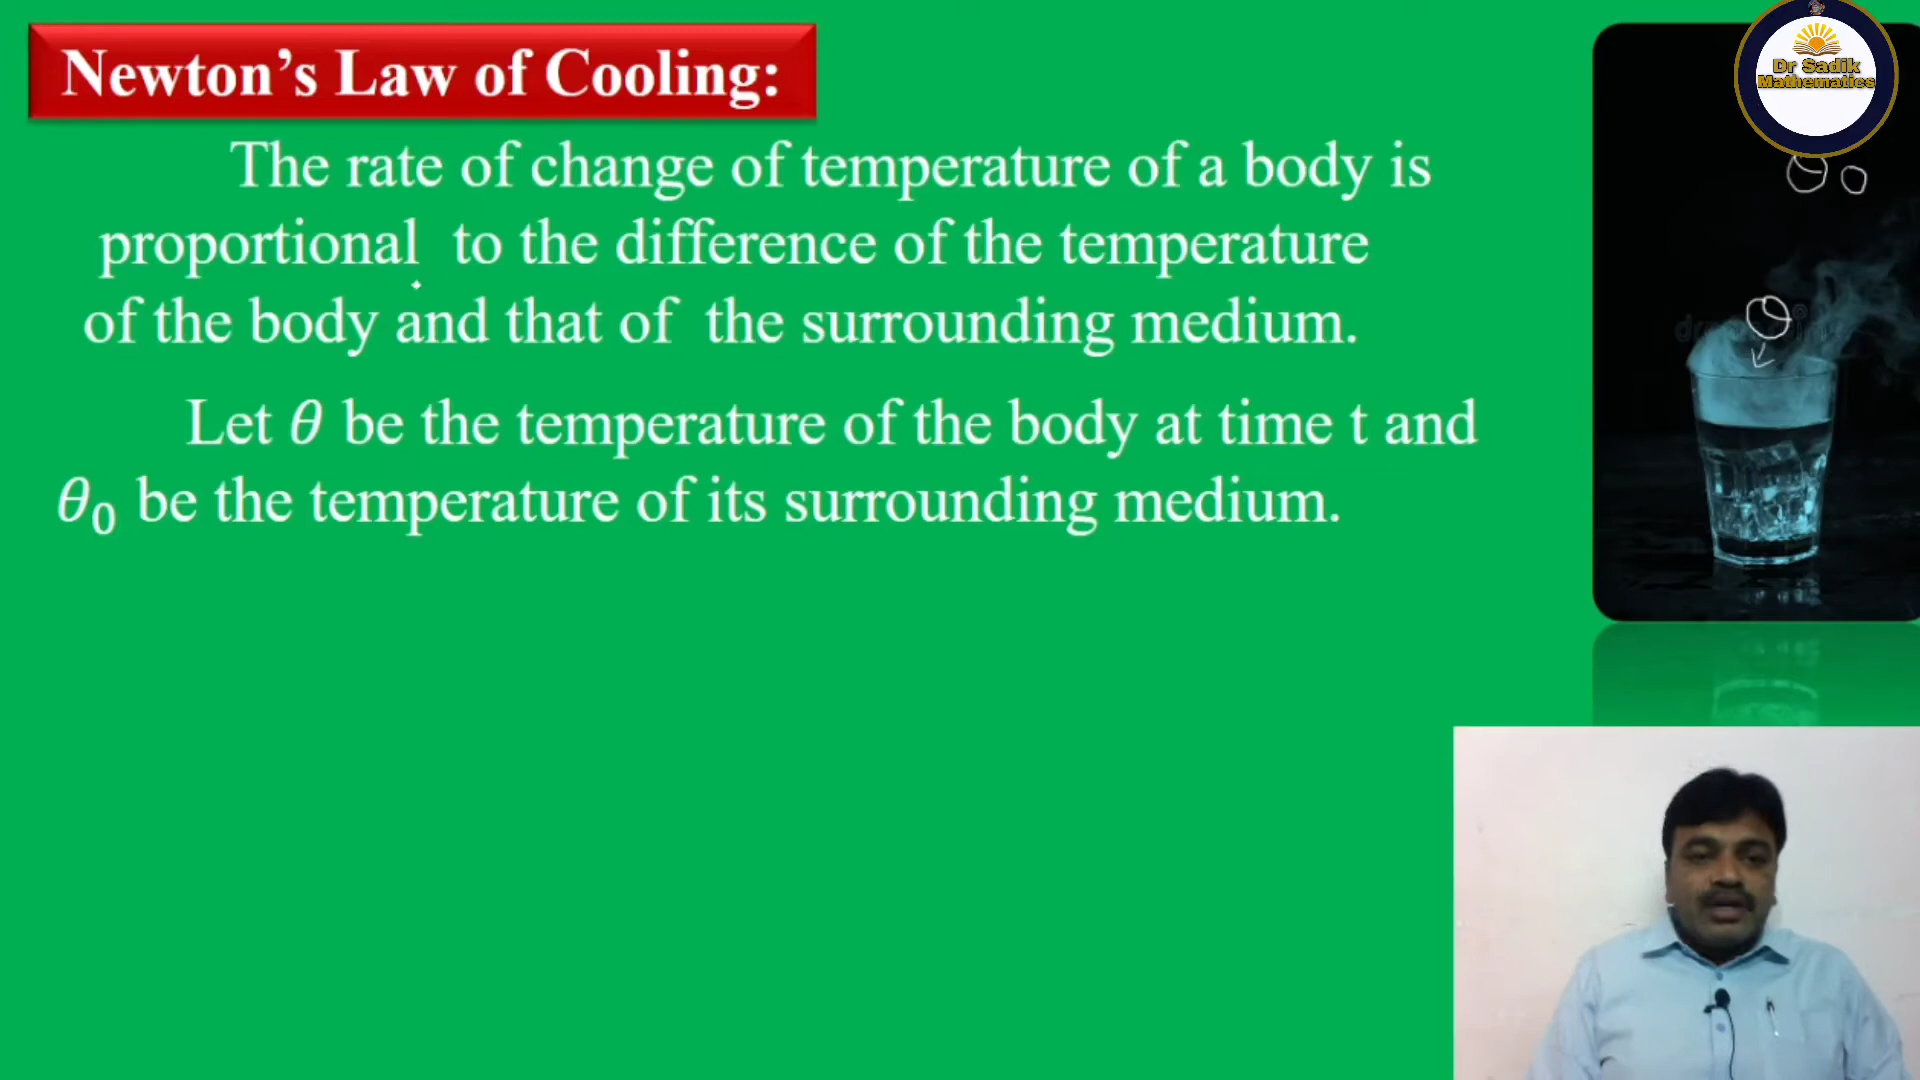 Newton’s Law of Cooling:
The rate of change of temperature of a body is
proportional to the difference of the temperature
of the body and that of the surrounding medium.
Let θ be the temperature of the body at time t and
θ₀ be the temperature of its surrounding medium.
Dr Sadik
Mathematics